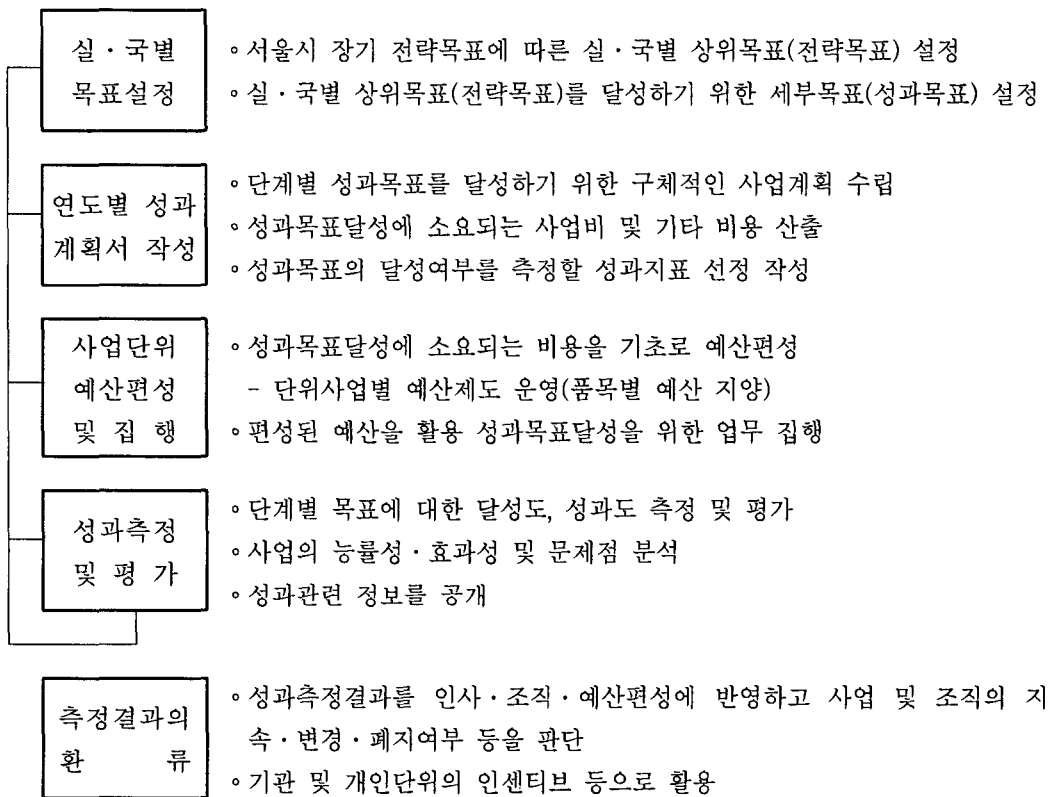 실·국별
목표설정
∘서울시 장기 전략목표에 따른 실·국별 상위목표(전략목표) 설정
∘실·국별 상위목표(전략목표)를 달성하기 위한 세부목표(성과목표) 설정
연도별 성과
계획서 작성
∘단계별 성과목표를 달성하기 위한 구체적인 사업계획 수립
∘성과목표달성에 소요되는 사업비 및 기타 비용 산출
∘성과목표의 달성여부를 측정할 성과지표 선정 작성
사업단위
예산편성
및 집 행
∘성과목표달성에 소요되는 비용을 기초로 예산편성
- 단위사업별 예산제도 운영(품목별 예산 지양)
∘편성된 예산을 활용 성과목표달성을 위한 업무 집행
성과측정
및 평 가
∘단계별 목표에 대한 달성도, 성과도 측정 및 평가
∘사업의 능률성·효과성 및 문제점 분석
∘성과관련 정보를 공개
측정결과의
환 류
∘성과측정결과를 인사·조직·예산편성에 반영하고 사업 및 조직의 지
속·변경·폐지여부 등을 판단
∘기관 및 개인단위의 인센티브 등으로 활용